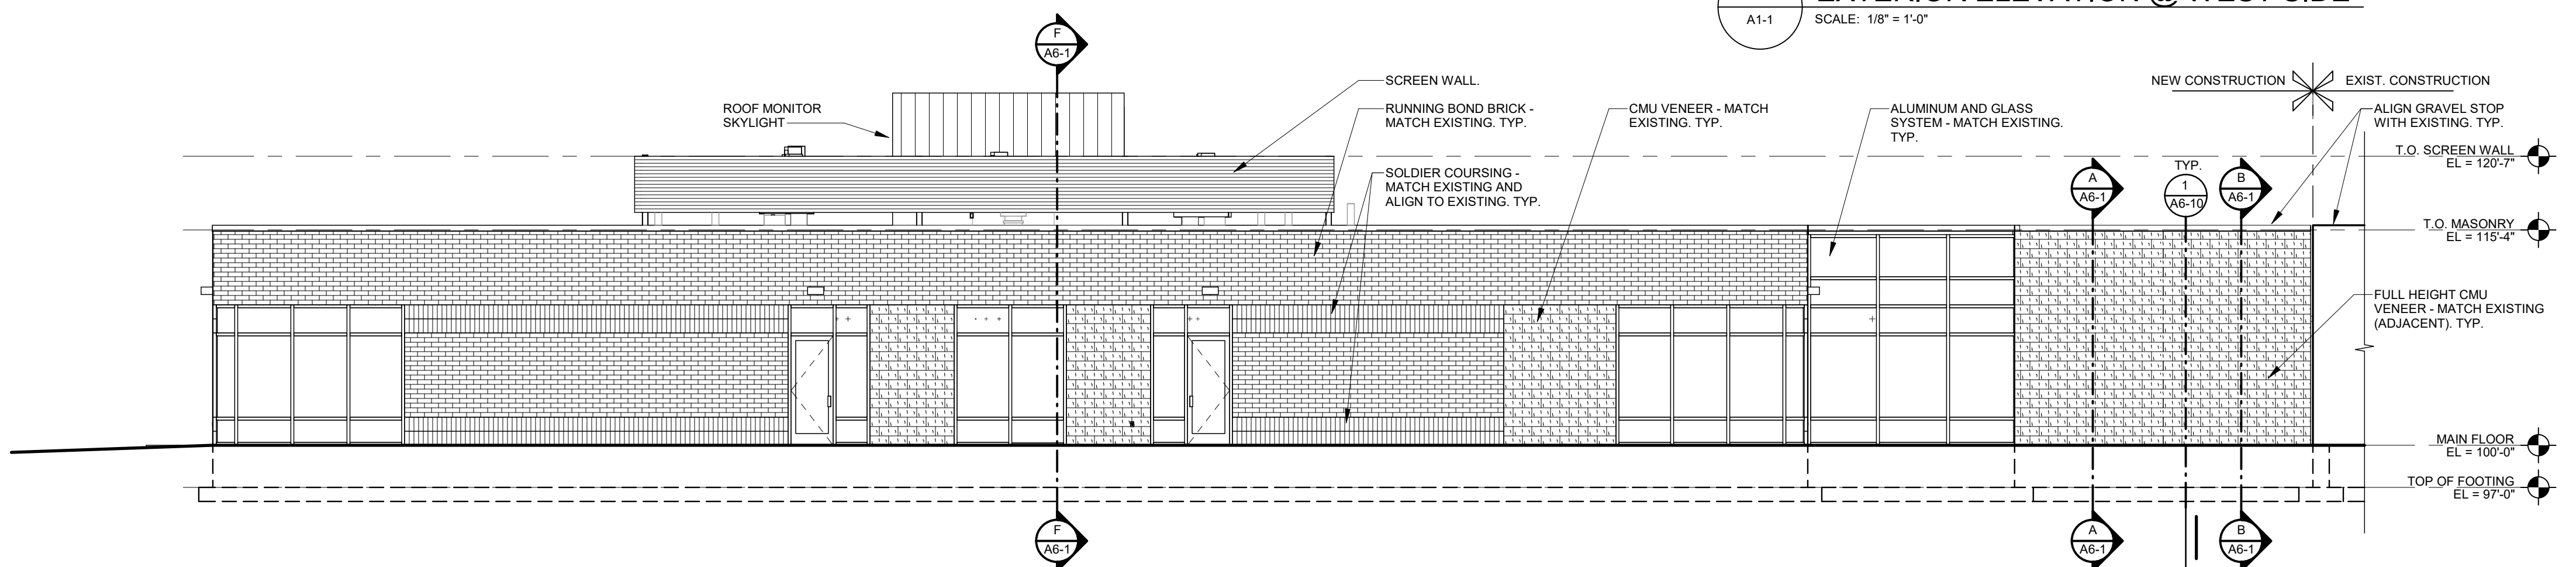 EXTERIOR ELEVATION @ WEST SIDE
A1-1
SCALE: 1/8" = 1'-0"
F
A6-1
SCREEN WALL.
NEW CONSTRUCTION
EXIST. CONSTRUCTION
ROOF MONITOR
SKYLIGHT
RUNNING BOND BRICK -
MATCH EXISTING. TYP.
CMU VENEER - MATCH
EXISTING. TYP.
ALUMINUM AND GLASS
SYSTEM - MATCH EXISTING.
TYP.
ALIGN GRAVEL STOP
WITH EXISTING. TYP.
T.O. SCREEN WALL
EL = 120'-7"
SOLDIER COURSING -
MATCH EXISTING AND
ALIGN TO EXISTING. TYP.
A
A6-1
TYP.
1
A6-10
B
A6-1
T.O. MASONRY
EL = 115'-4"
FULL HEIGHT CMU
VENEER - MATCH EXISTING
(ADJACENT). TYP.
MAIN FLOOR
EL = 100'-0"
TOP OF FOOTING
EL = 97'-0"
F
A6-1
A
A6-1
B
A6-1